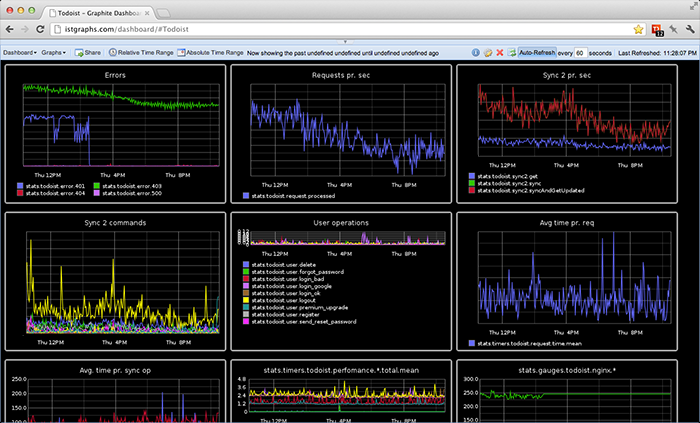 Todoist – Graphite Dashboa
istgraphs.com/dashboard/#Todoist
12
Dashboard Graphs Share Relative Time Range Absolute Time Range Now showing the past undefined undefined until undefined undefined ago Auto-Refresh every 60 seconds Last Refreshed: 11:28:07 PM
Errors
Thu 12PM Thu 4PM Thu 8PM
stats.todoist.error.401 stats.todoist.error.403
stats.todoist.error.404 stats.todoist.error.500
Requests pr. sec
Thu 12PM Thu 4PM Thu 8PM
stats.todoist.request.processed
Sync 2 pr. sec
Thu 12PM Thu 4PM Thu 8PM
stats.todoist.sync2.get
stats.todoist.sync2.sync
stats.todoist.sync2.syncAndGetUpdated
Sync 2 commands
Thu 12PM Thu 4PM Thu 8PM
User operations
0.12
Thu 12PM Thu 4PM Thu 8PM
stats.todoist.user.delete
stats.todoist.user.forgot_password
stats.todoist.user.login_bad
stats.todoist.user.login_google
stats.todoist.user.login_ok
stats.todoist.user.logout
stats.todoist.user.premium_upgrade
stats.todoist.user.register
stats.todoist.user.send_reset_password
Avg time pr. req
Thu 12PM Thu 4PM Thu 8PM
stats.timers.todoist.request.time.mean
Avg. time pr. sync op
250.0
200.0
150.0
100.0
stats.timers.todoist.perfomance.*.total.mean
4.8
3.6
2.4
1.2
0
Thu 12PM Thu 4PM Thu 8PM
stats.gauges.todoist.nginx.*
300.0
250.0
200.0
150.0
100.0